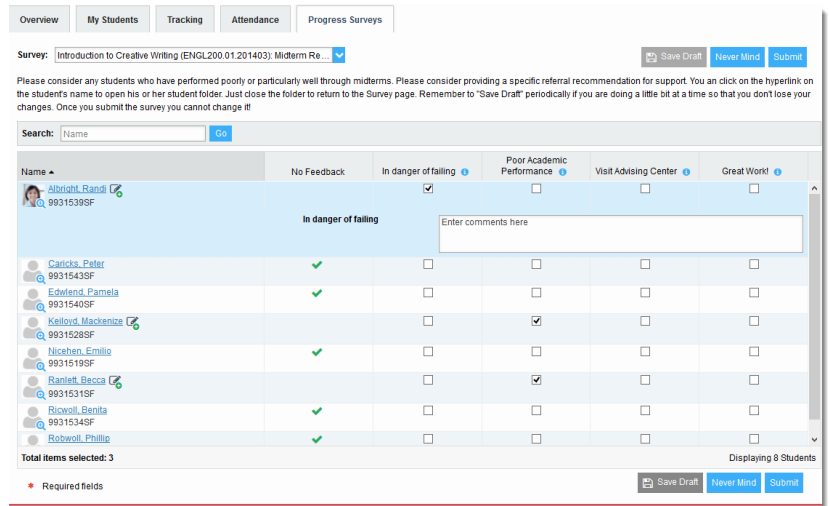 Overview My Students Tracking Attendance Progress Surveys
Survey: Introduction to Creative Writing (ENGL200.01.201403): Midterm Re... Save Draft Never Mind Submit
Please consider any students who have performed poorly or particularly well through midterms. Please consider providing a specific referral recommendation for support. You an click on the hyperlink on
the student's name to open his or her student folder. Just close the folder to return to the Survey page. Remember to "Save Draft" periodically if you are doing a little bit at a time so that you don't lose your
changes. Once you submit the survey you cannot change it!
Search: Name Go
Name No Feedback In danger of failing Poor Academic Performance Visit Advising Center Great Work!
Albright, Randi
9931539SF
In danger of failing Enter comments here
Caricks, Peter
9931543SF
Edwlend, Pamela
9931540SF
Keiloyd, Mackenize
9931528SF
Nicehen, Emilio
9931519SF
Ranlett, Becca
9931531SF
Ricwoll, Benita
9931534SF
Robwoll, Phillip
Total items selected: 3 Displaying 8 Students
* Required fields Save Draft Never Mind Submit